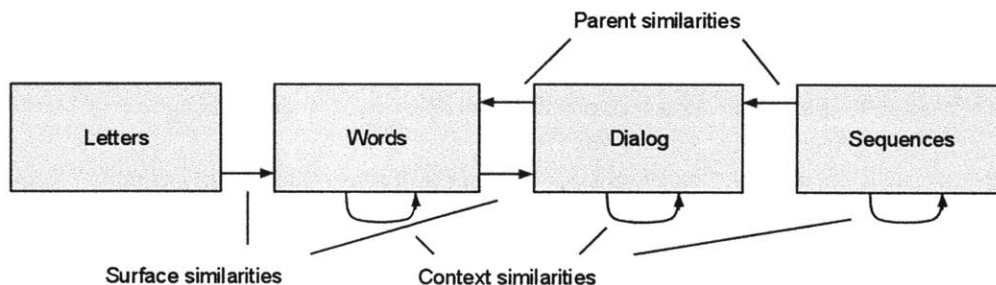 Parent similarities
Letters
Words
Dialog
Sequences
Surface similarities
Context similarities